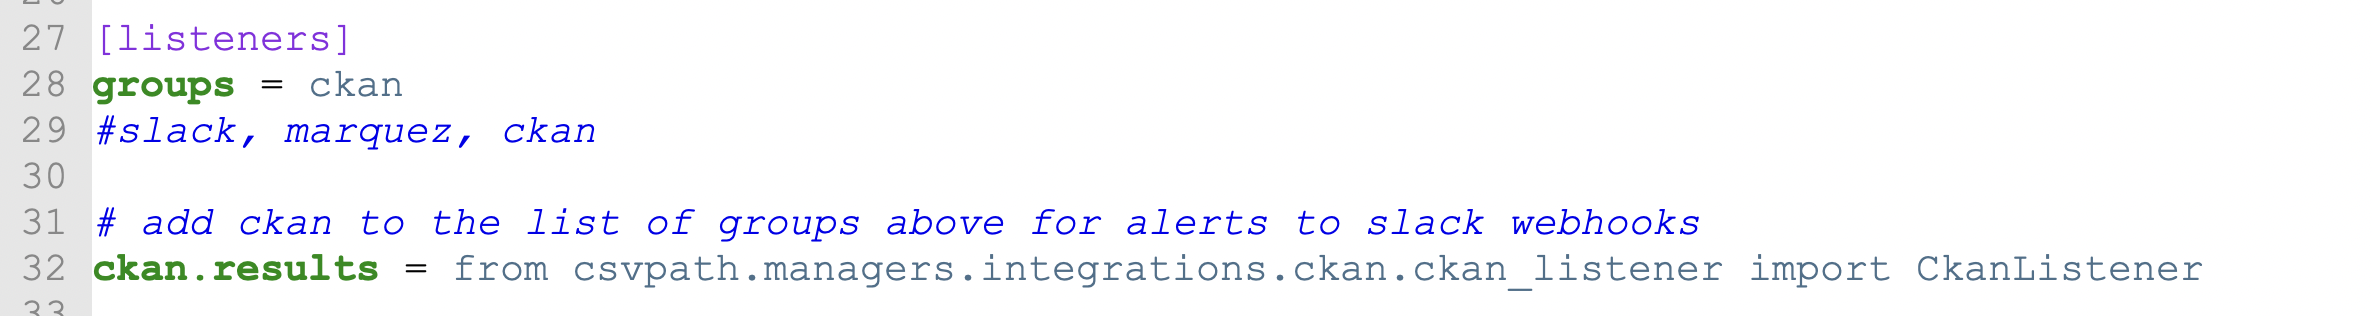 27 [listeners]
28 groups = ckan
29 #slack, marquez, ckan
30
31 # add ckan to the list of groups above for alerts to slack webhooks
32 ckan.results = from csvpath.managers.integrations.ckan.ckan_listener import CkanListener
33